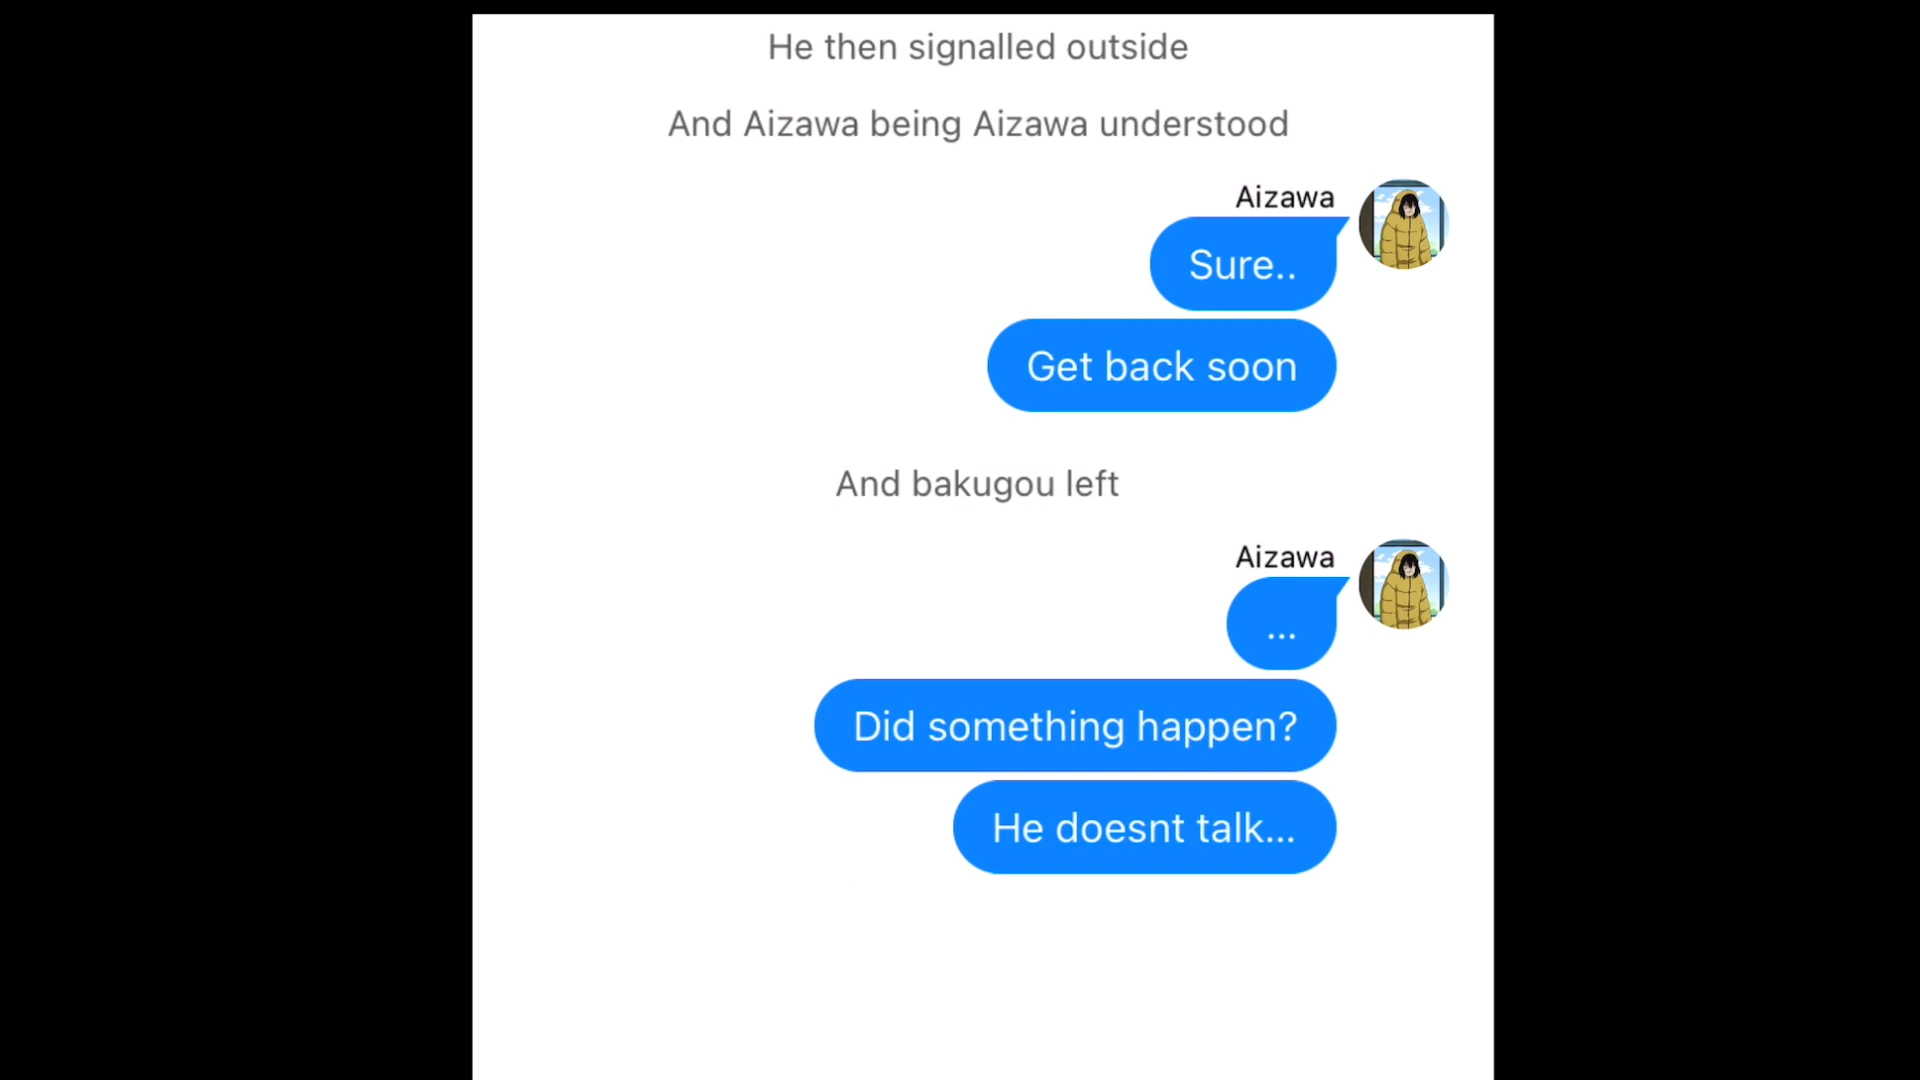 He then signalled outside
And Aizawa being Aizawa understood
Aizawa
Sure..
Get back soon
And bakugou left
Aizawa
...
Did something happen?
He doesnt talk...